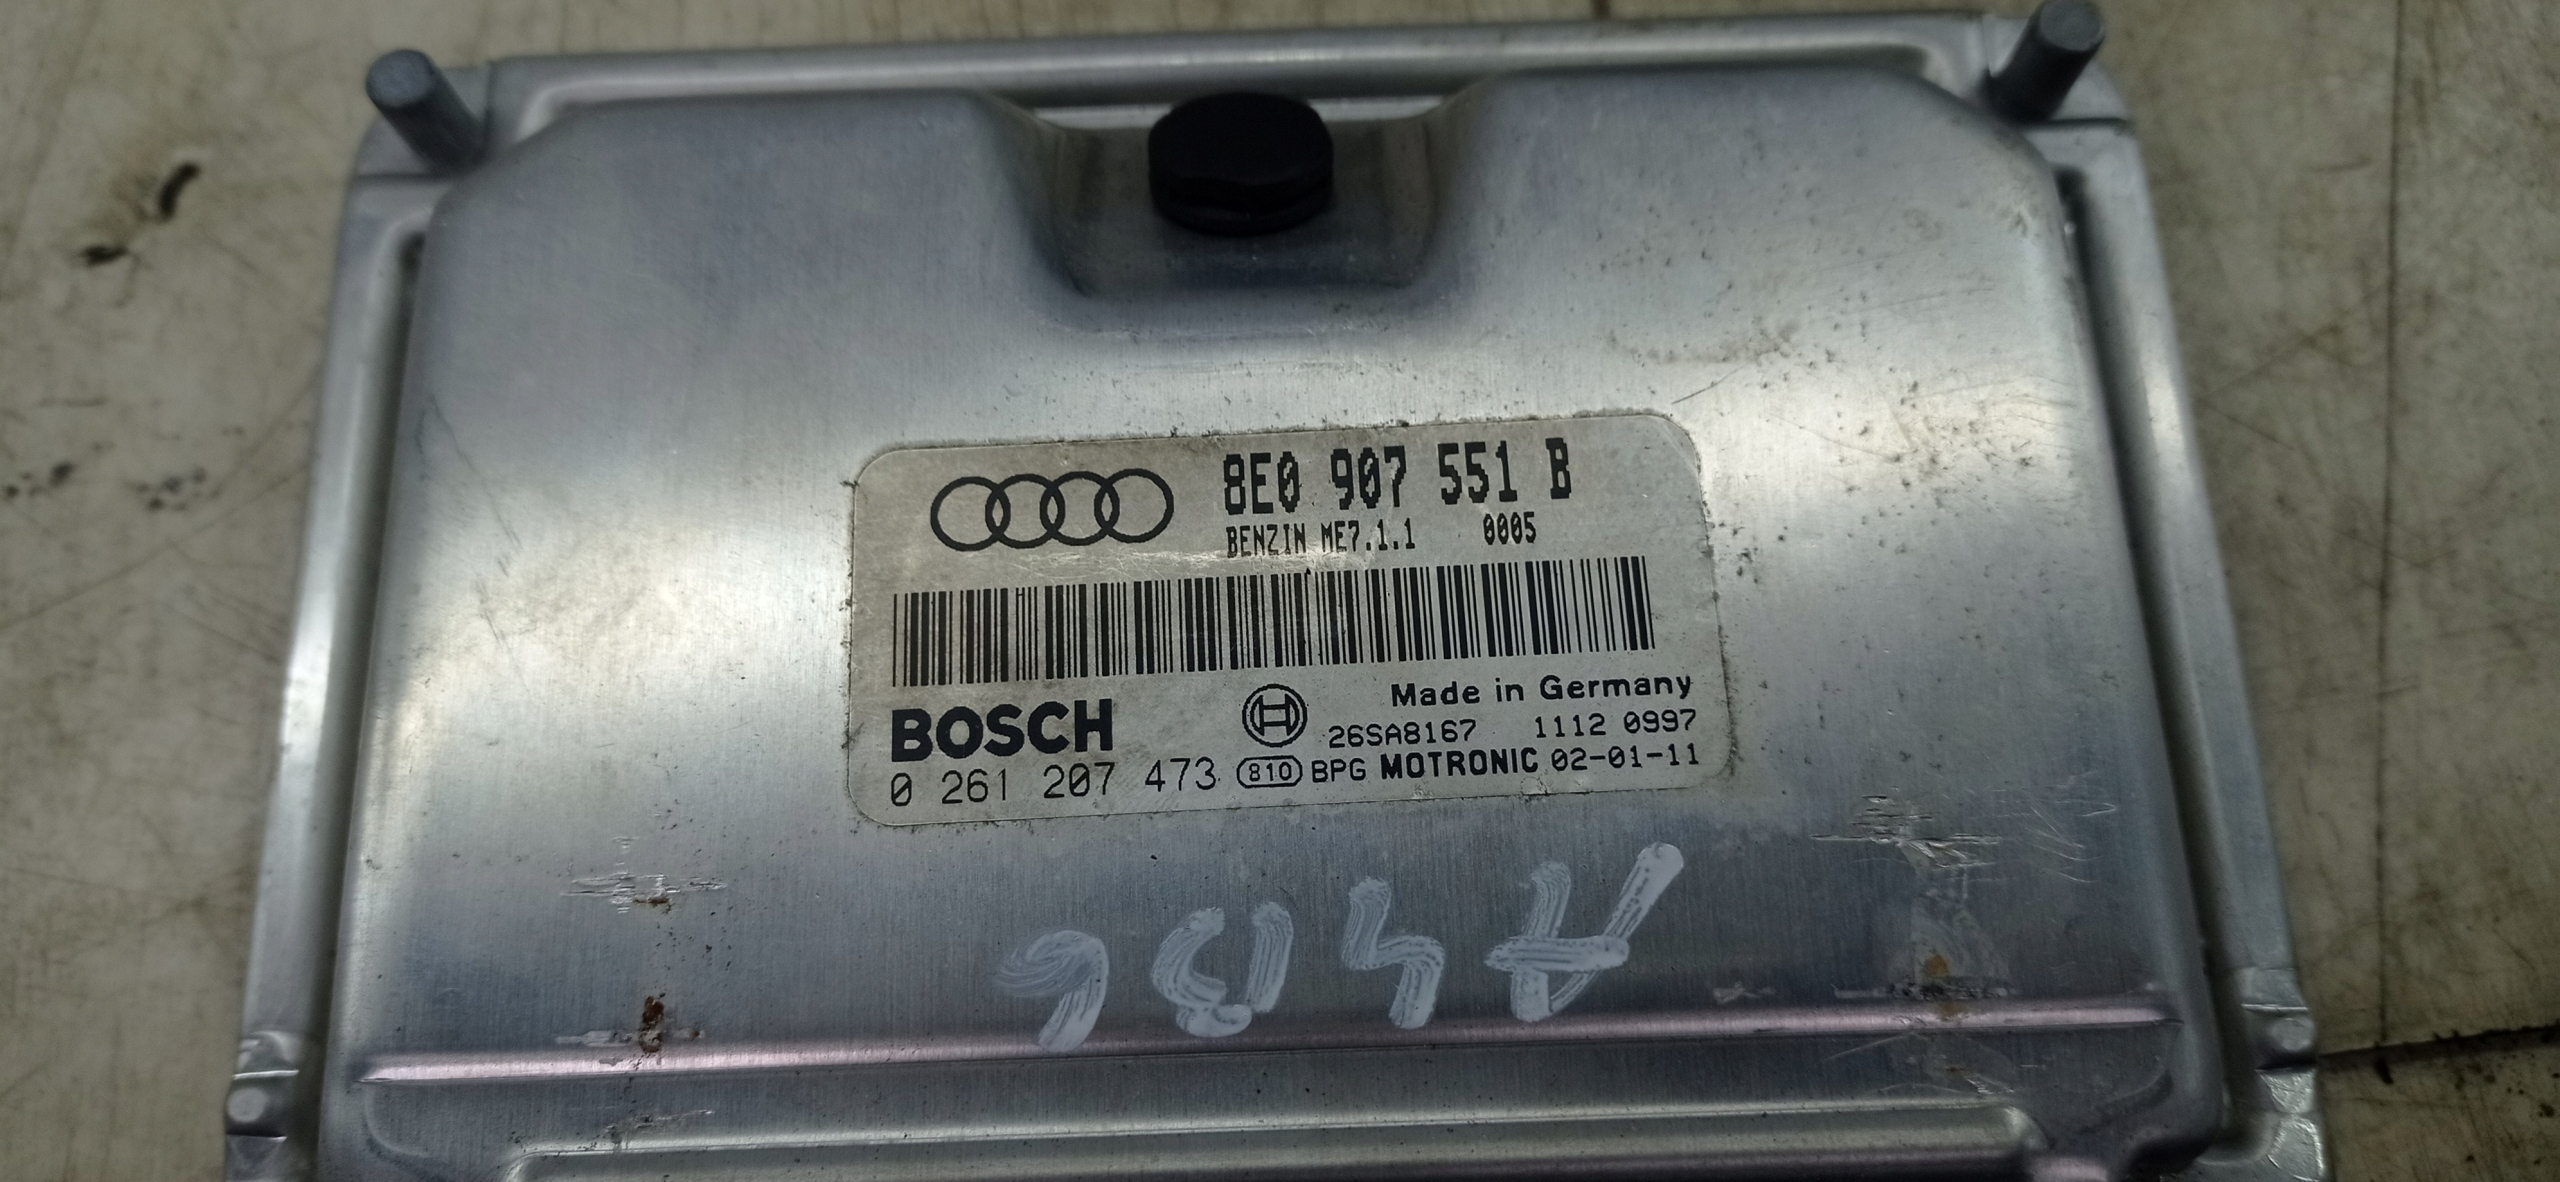 8E0 907 551 B
BENZIN ME7.1.1 0005
Made in Germany
BOSCH 26SA8167 1112 0997
0 261 207 473 810 BPG MOTRONIC 02-01-11
A4B6